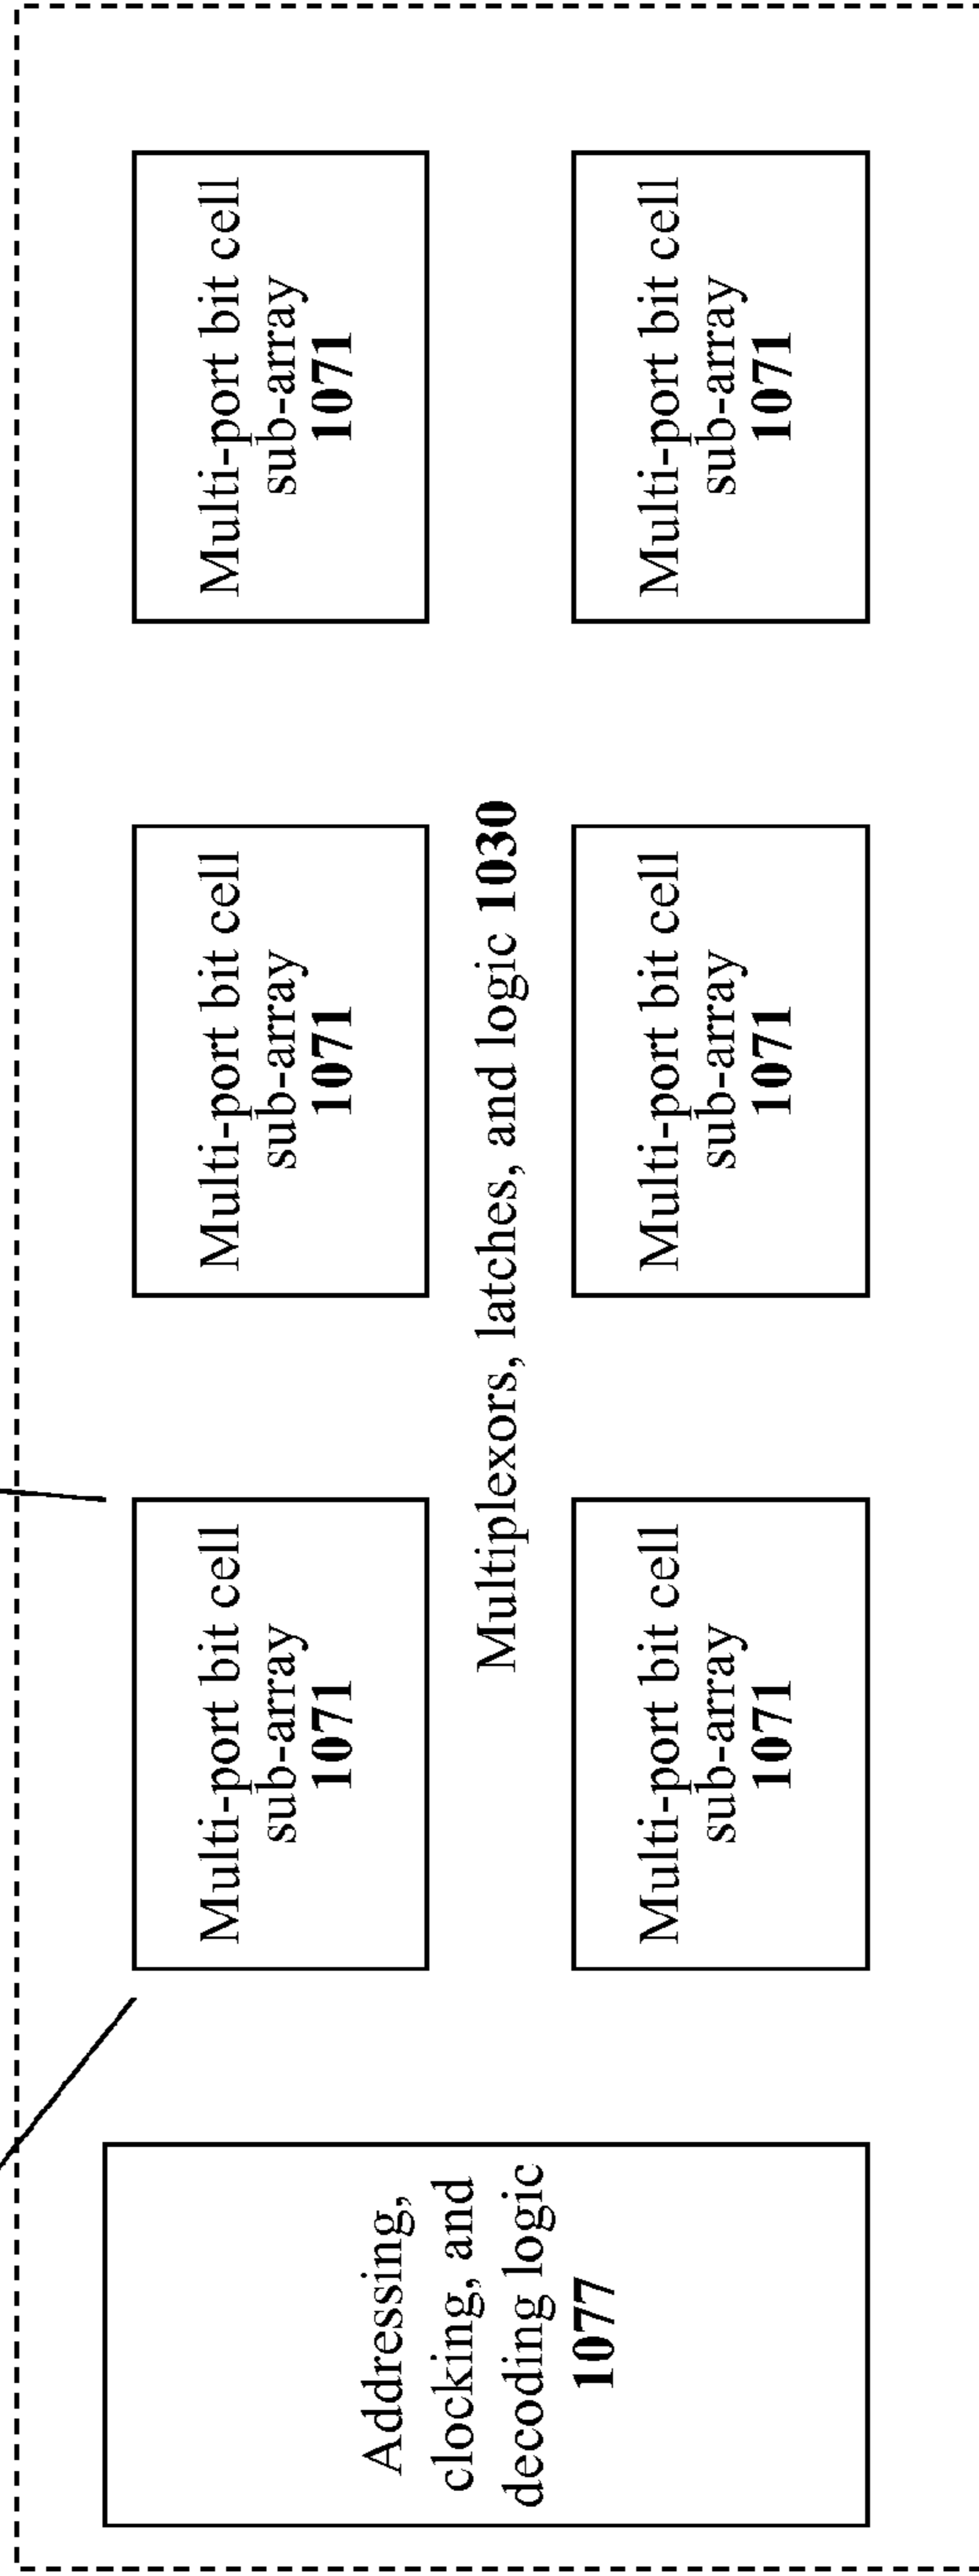 Addressing,
clocking, and
decoding logic
1077
Multi-port bit cell
sub-array
1071
Multi-port bit cell
sub-array
1071
Multi-port bit cell
sub-array
1071
Multiplexors, latches, and logic 1030
Multi-port bit cell
sub-array
1071
Multi-port bit cell
sub-array
1071
Multi-port bit cell
sub-array
1071